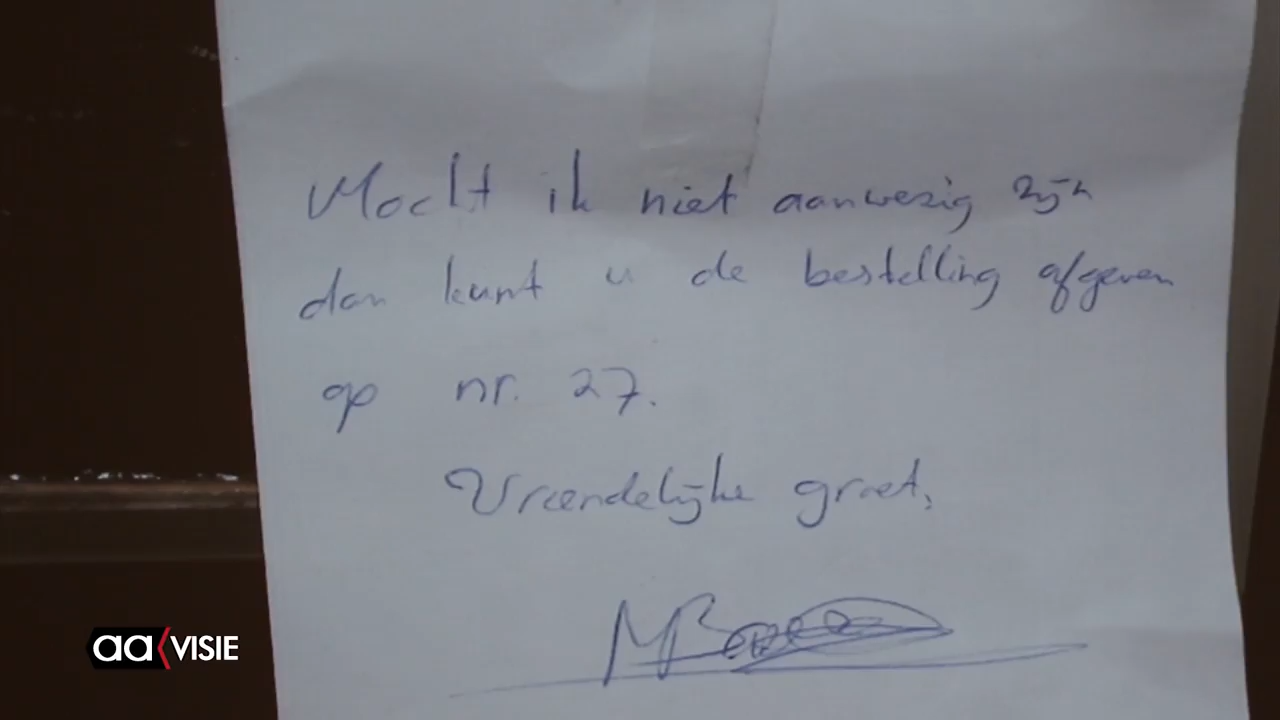 Mocht ik niet aanwezig zijn
dan kunt u de bestelling afgeven
op nr. 27.
Vriendelijke groet,
aa VISIE